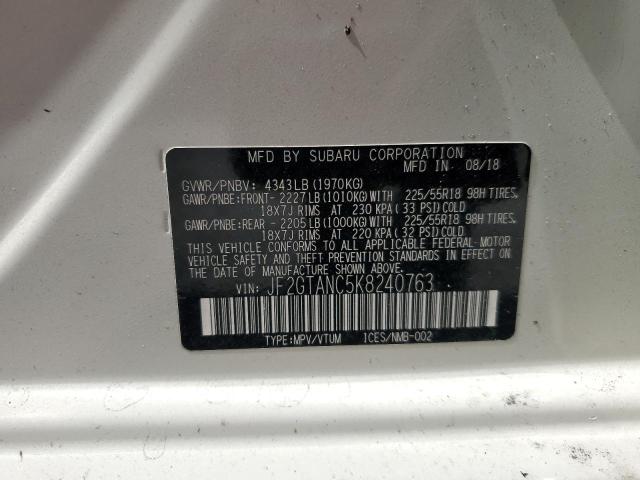 MFD BY SUBARU CORPORATION
MFD IN 08/18
GVWR/PNBV: 4343LB(1970KG)
GAWR/PNBE:FRONT- 2227LB(1010KG)WITH 225/55R18 98H TIRES,
18X7J RIMS AT 230 KPA (33 PSI)COLD
GAWR/PNBE:REAR - 2205LB(1000KG)WITH 225/55R18 98H TIRES,
18X7J RIMS AT 220 KPA(32 PSI)COLD
THIS VEHICLE CONFORMS TO ALL APPLICABLE FEDERAL MOTOR
VEHICLE SAFETY AND THEFT PREVENTION STANDARDS IN EFFECT ON
THE DATE OF MANUFACTURE SHOWN ABOVE.
VIN: JF2GTANC5K8240763
TYPE:MPV/VTUM ICES/NMB-002